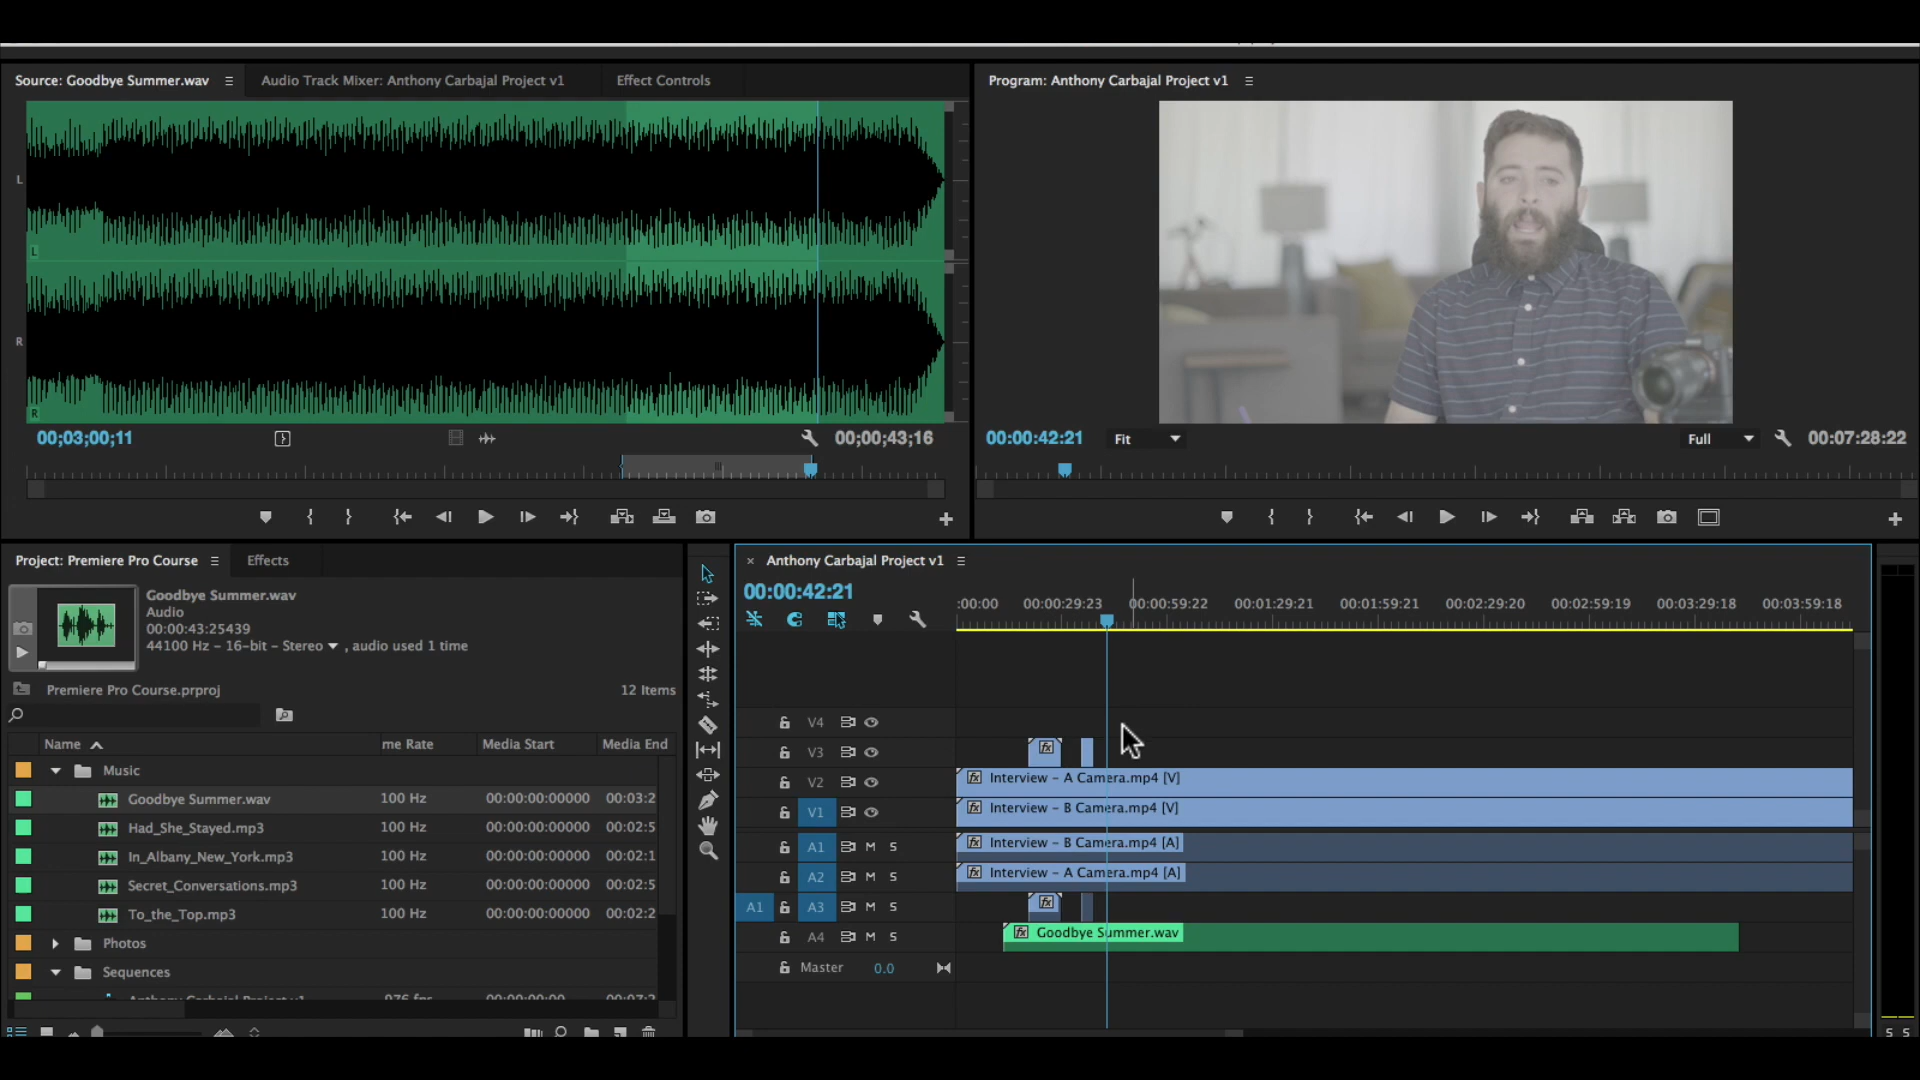 Source: Goodbye Summer.wav
Audio Track Mixer: Anthony Carbajal Project v1
Effect Controls
Program: Anthony Carbajal Project v1
L
L
R
R
00;03;00;11
00;00;43;16
00:00:42:21
Fit
Full
00:07:28:22
Project: Premiere Pro Course
Effects
Goodbye Summer.wav
Audio
00:00:43:25439
44100 Hz - 16-bit - Stereo , audio used 1 time
Premiere Pro Course.prproj
12 Items
Name
me Rate
Media Start
Media End
Music
Goodbye Summer.wav 100 Hz 00:00:00:00000 00:03:2
Had_She_Stayed.mp3 100 Hz 00:00:00:00000 00:02:5
In_Albany_New_York.mp3 100 Hz 00:00:00:00000 00:02:1
Secret_Conversations.mp3 100 Hz 00:00:00:00000 00:02:5
To_the_Top.mp3 100 Hz 00:00:00:00000 00:02:2
Photos
Sequences
Anthony Carbajal Project v1 976 fps 00:00:00:00 00:07:2
× Anthony Carbajal Project v1
00:00:42:21
:00:00 00:00:29:23 00:00:59:22 00:01:29:21 00:01:59:21 00:02:29:20 00:02:59:19 00:03:29:18 00:03:59:18
V4
V3 fx
V2 fx Interview - A Camera.mp4 [V]
V1 fx Interview - B Camera.mp4 [V]
A1 M S fx Interview - B Camera.mp4 [A]
A2 M S fx Interview - A Camera.mp4 [A]
A1 A3 M S fx
A4 M S fx Goodbye Summer.wav
Master 0.0
S S